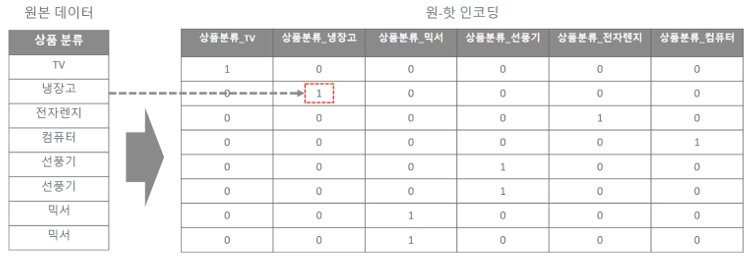 원본 데이터
원-핫 인코딩
상품 분류
TV
냉장고
전자렌지
컴퓨터
선풍기
선풍기
믹서
믹서
상품분류_TV 상품분류_냉장고 상품분류_믹서 상품분류_선풍기 상품분류_전자렌지 상품분류_컴퓨터
1 0 0 0 0 0
0 1 0 0 0 0
0 0 0 0 1 0
0 0 0 0 0 1
0 0 0 1 0 0
0 0 0 1 0 0
0 0 1 0 0 0
0 0 1 0 0 0